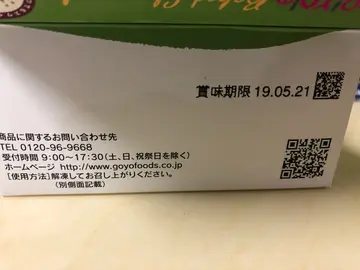 賞味期限 19.05.21
商品に関するお問い合わせ先
TEL 0120-96-9668
受付時間 9:00～17:30(土、日、祝祭日を除く)
ホームページ http://www.goyofoods.co.jp
[使用方法]解凍してお召し上がりください。
(別側面記載)